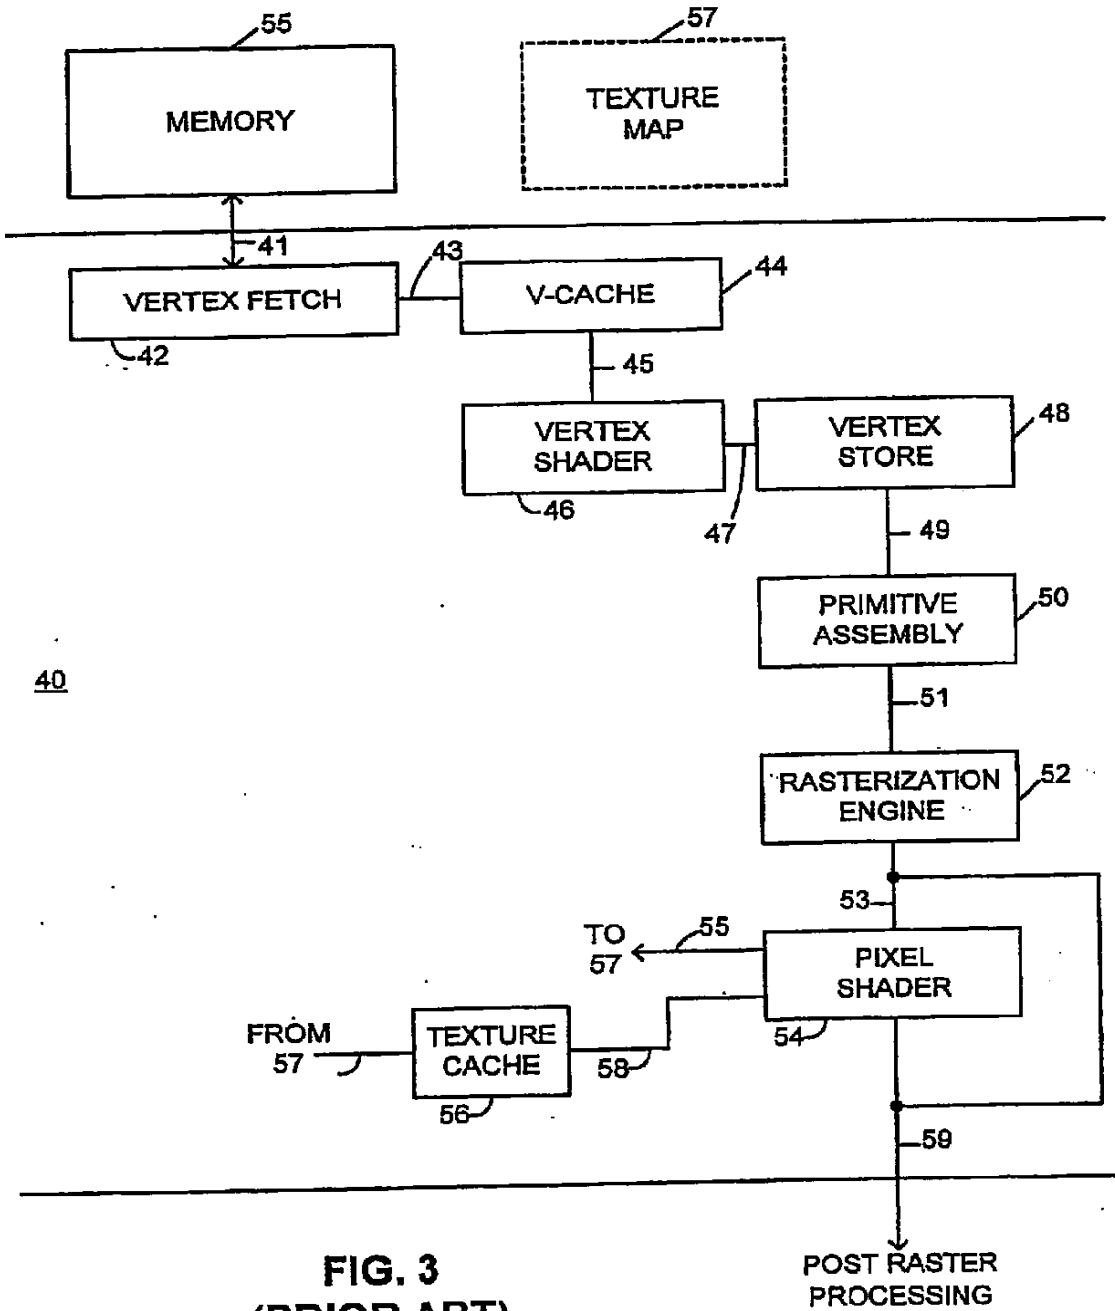 55
57
MEMORY
TEXTURE
MAP
41
43
44
VERTEX FETCH
V-CACHE
42
45
VERTEX
SHADER
VERTEX
STORE
48
46
47
49
PRIMITIVE
ASSEMBLY
50
40
51
RASTERIZATION
ENGINE
52
53
TO
57
55
PIXEL
SHADER
54
FROM
57
TEXTURE
CACHE
58
56
59
FIG. 3
(PRIOR ART)
POST RASTER
PROCESSING